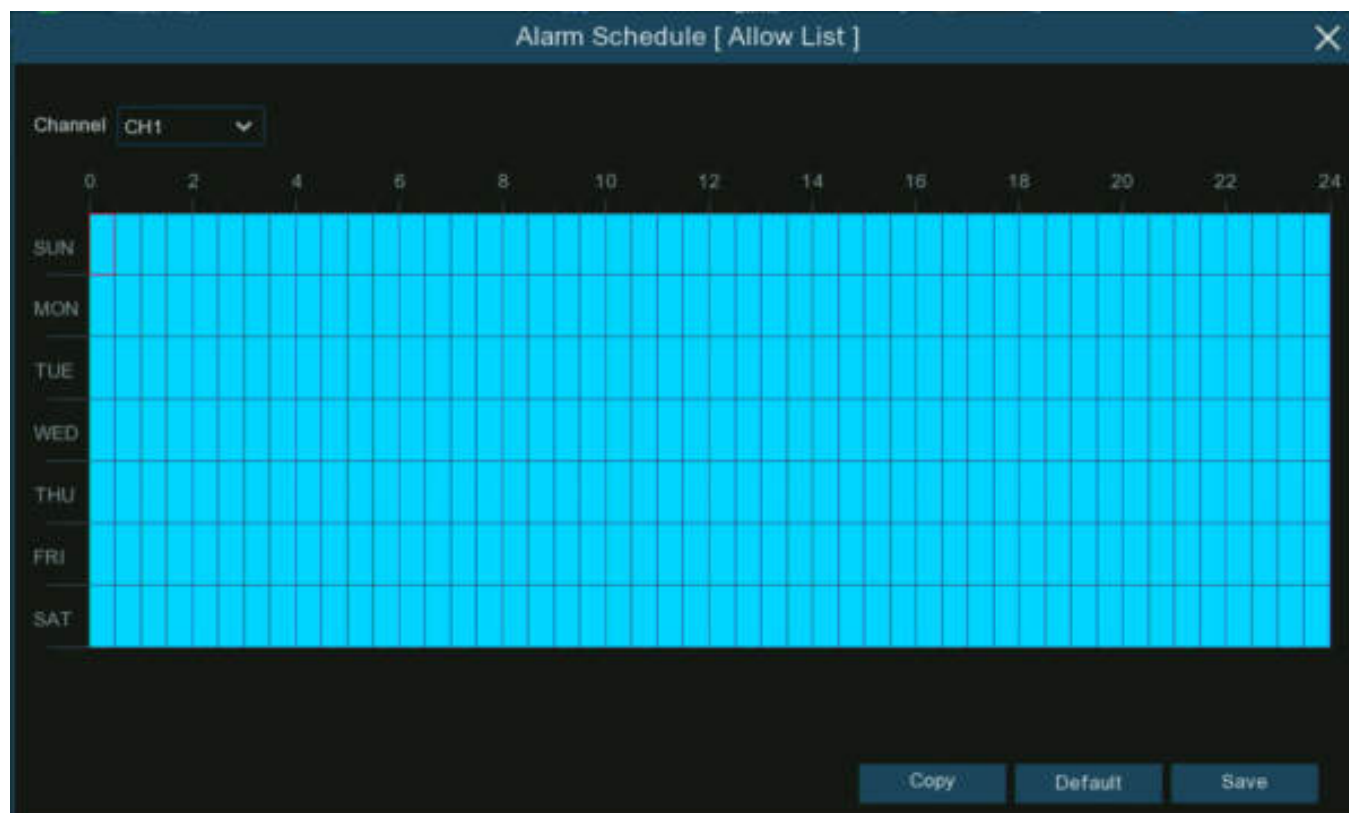 Alarm Schedule [ Allow List ]
Channel CH1
0 2 4 6 8 10 12 14 16 18 20 22 24
SUN
MON
TUE
WED
THU
FRI
SAT
Copy Default Save